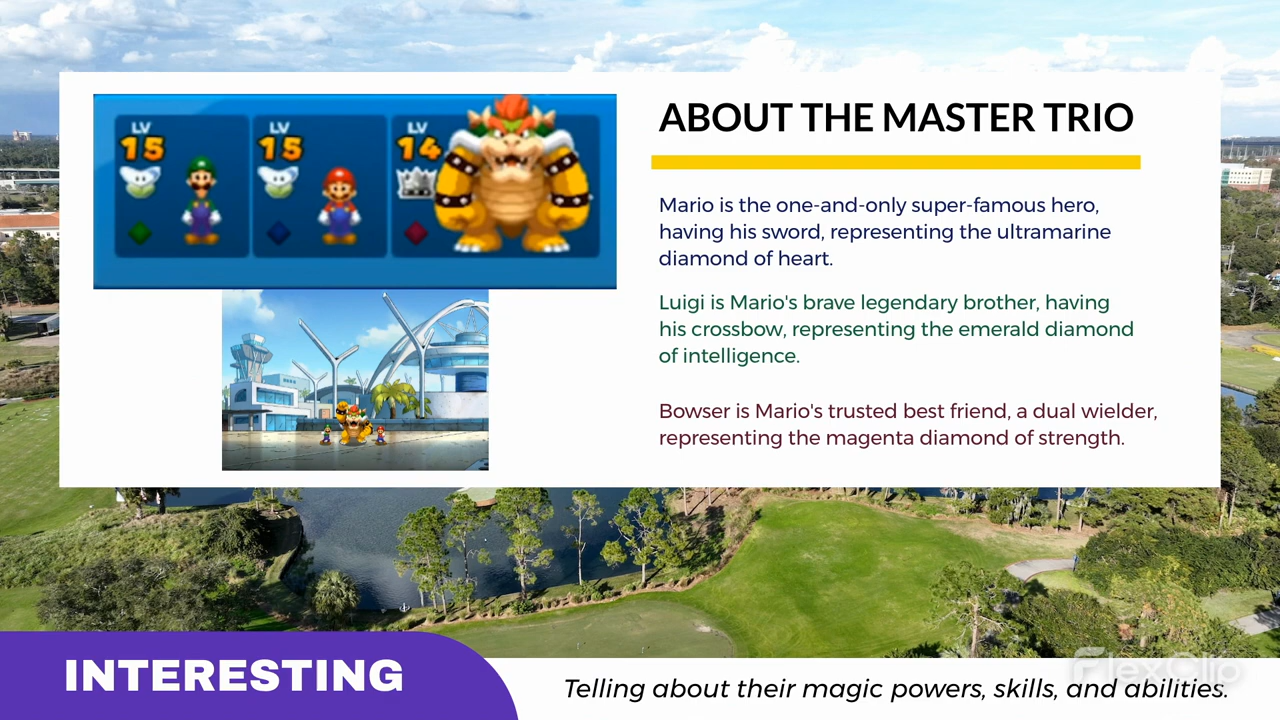 LV
15
LV
15
LV
14
ABOUT THE MASTER TRIO
Mario is the one-and-only super-famous hero,
having his sword, representing the ultramarine
diamond of heart.
Luigi is Mario's brave legendary brother, having
his crossbow, representing the emerald diamond
of intelligence.
Bowser is Mario's trusted best friend, a dual wielder,
representing the magenta diamond of strength.
INTERESTING
Telling about their magic powers, skills, and abilities.
FlexClip